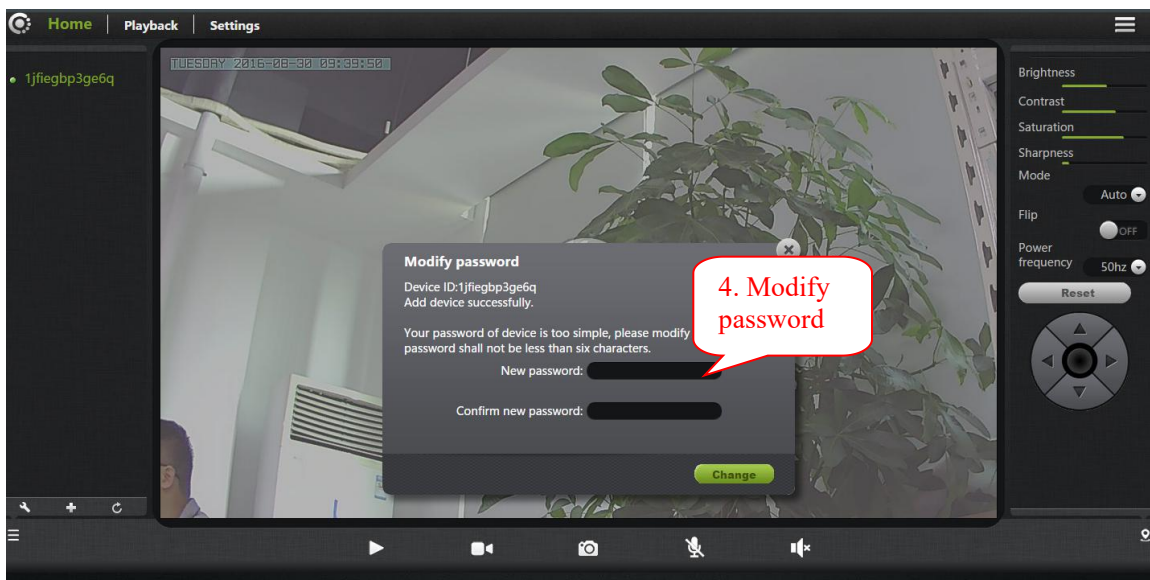 Home Playback Settings
1jfiegbp3ge6q
TUESDAY 2016-08-30 09:39:50
Modify password
Device ID:1jfiegbp3ge6q
Add device successfully.
Your password of device is too simple, please modify
password shall not be less than six characters.
New password:
Confirm new password:
Change
4. Modify
password
Brightness
Contrast
Saturation
Sharpness
Mode
Auto
Flip
OFF
Power
frequency
50hz
Reset